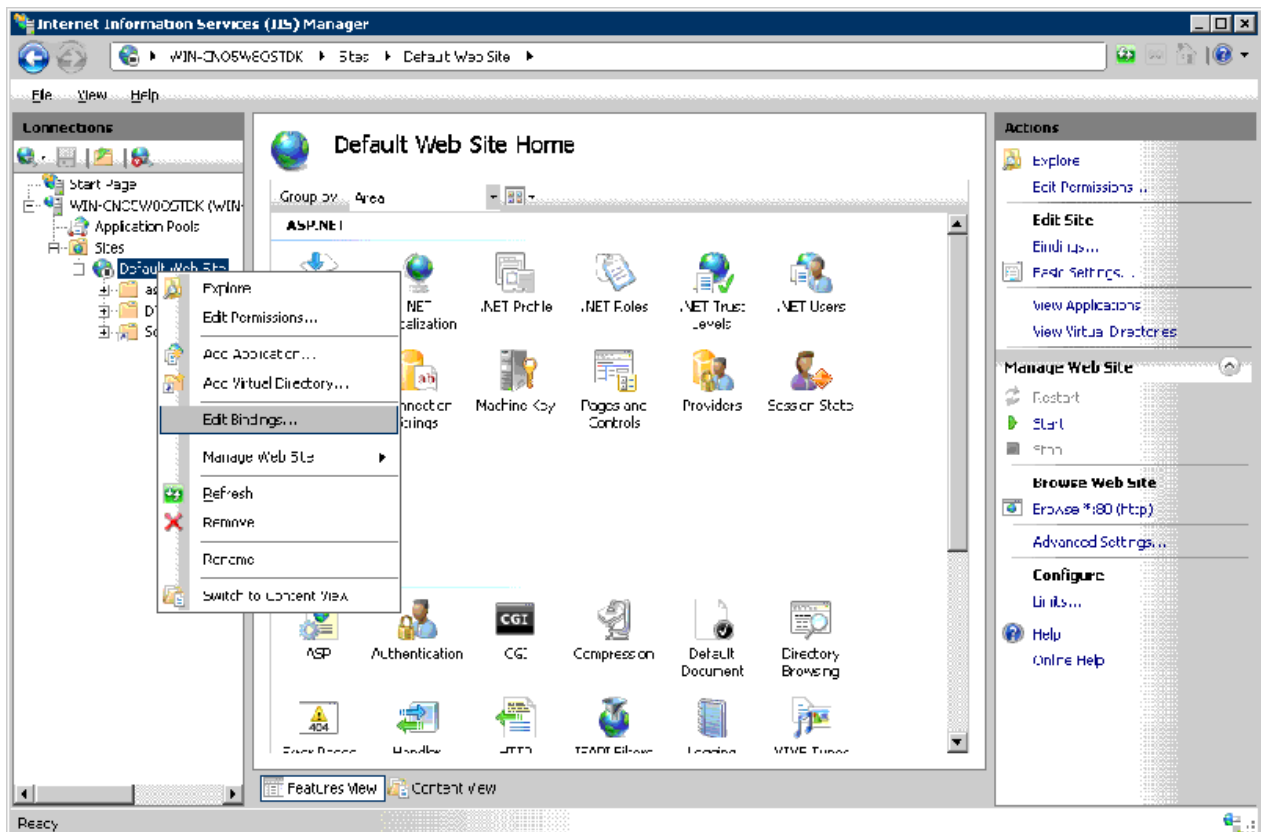 Internet Information Services (IIS) Manager
Sites
Default Web Site
File View Help
Connections
Start Page
Application Pools
Sites
Default Web Site
Explore
Edit Permissions...
Add Application...
Add Virtual Directory...
Edit Bindings...
Manage Web Site
Refresh
Remove
Rename
Switch to Content View
Default Web Site Home
Group by: Area
ASP.NET
.NET Profile
.NET Roles
.NET Trust Levels
.NET Users
Machine Key
Pages and Controls
Providers
Session State
ASP
Authentication
CGI
CGI
Compression
Default Document
Directory Browsing
404
ab
Features View
Content View
Actions
Explore
Edit Permissions...
Edit Site
Bindings...
Basic Settings...
View Applications
View Virtual Directories
Manage Web Site
Restart
Start
Stop
Browse Web Site
Browse *:80 (http)
Advanced Settings...
Configure
Limits...
Help
Online Help
Ready